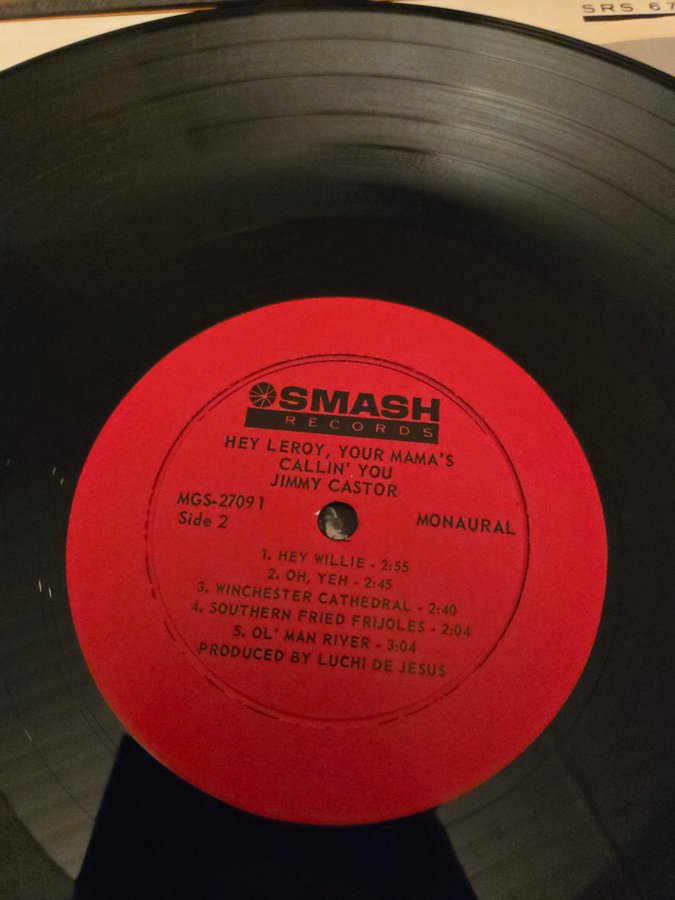 SRS 67
SMASH
RECORDS
HEY LEROY, YOUR MAMA'S
CALLIN' YOU
JIMMY CASTOR
MGS-27091
Side 2
MONAURAL
1. HEY WILLIE - 2:55
2. OH, YEH - 2:45
3. WINCHESTER CATHEDRAL - 2:40
4. SOUTHERN FRIED FRIJOLES - 2:04
5. OL' MAN RIVER - 3:04
PRODUCED BY LUCHI DE JESUS